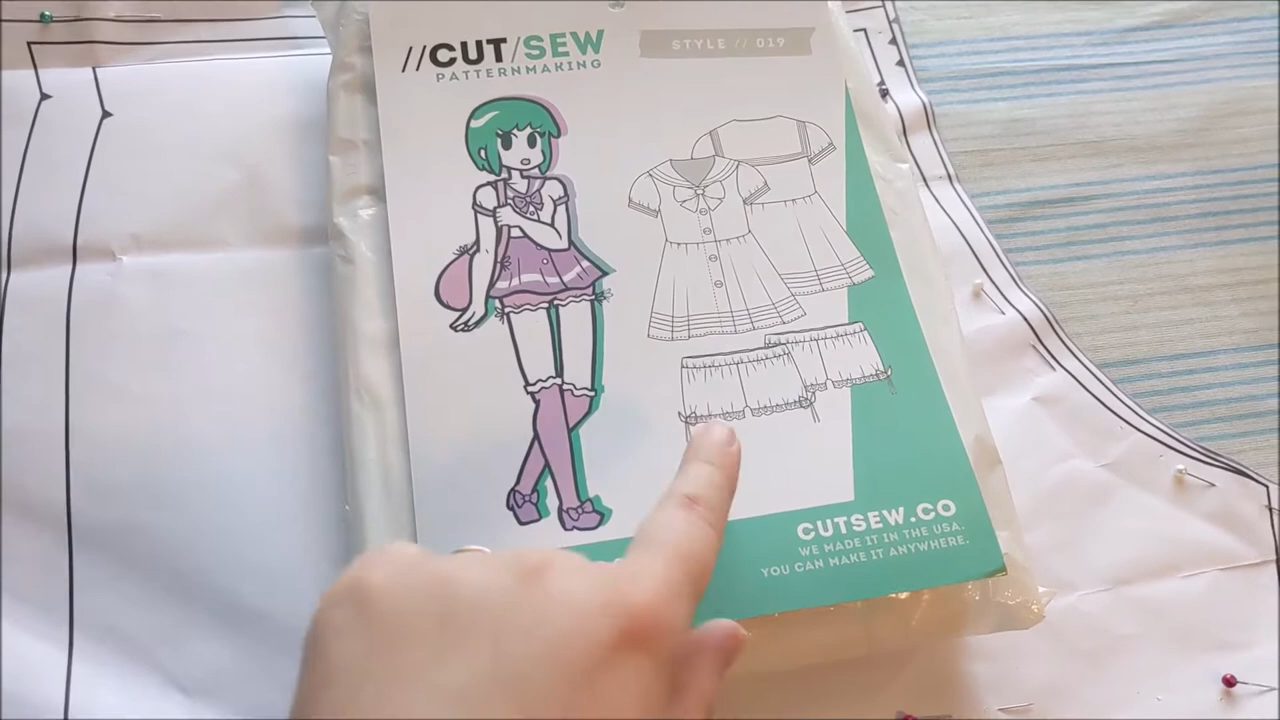 //CUT/SEW
PATTERNMAKING
STYLE // 019
CUTSEW.CO
WE MADE IT IN THE USA.
YOU CAN MAKE IT ANYWHERE.